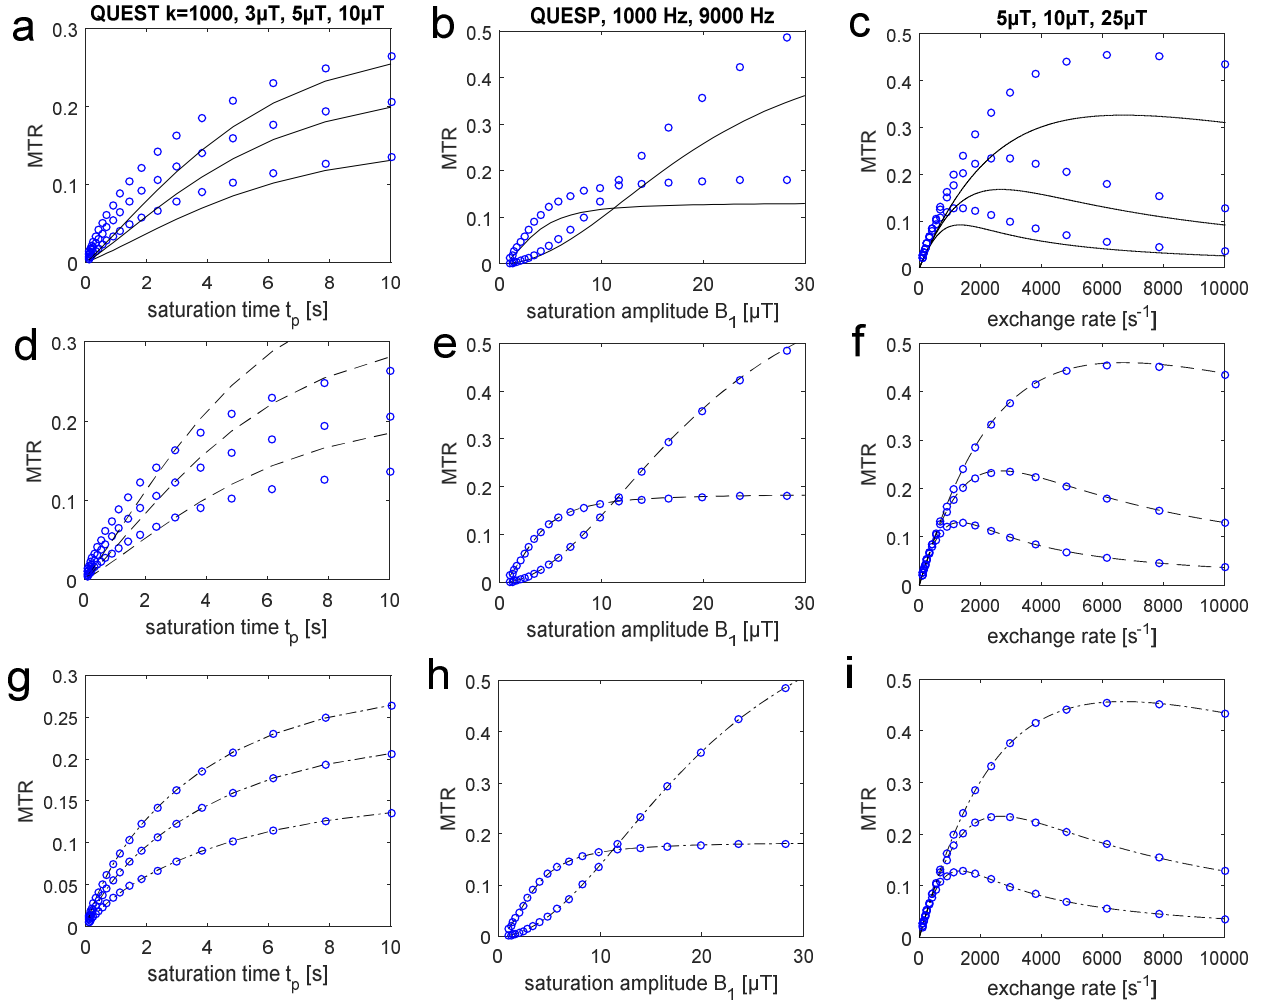 a
QUEST k=1000, 3µT, 5µT, 10µT
0.3
0.2
0.1
0
MTR
0 2 4 6 8 10
saturation time tp [s]
b
QUESP, 1000 Hz, 9000 Hz
0.5
0.4
0.3
0.2
0.1
0
MTR
0 10 20 30
saturation amplitude B1 [µT]
c
5µT, 10µT, 25µT
0.5
0.4
0.3
0.2
0.1
0
MTR
0 2000 4000 6000 8000 10000
exchange rate [s-1]
d
0.3
0.2
0.1
0
MTR
0 2 4 6 8 10
saturation time tp [s]
e
0.5
0.4
0.3
0.2
0.1
0
MTR
0 10 20 30
saturation amplitude B1 [µT]
f
0.5
0.4
0.3
0.2
0.1
0
MTR
0 2000 4000 6000 8000 10000
exchange rate [s-1]
g
0.3
0.25
0.2
0.15
0.1
0.05
0
MTR
0 2 4 6 8 10
saturation time tp [s]
h
0.5
0.4
0.3
0.2
0.1
0
MTR
0 10 20 30
saturation amplitude B1 [µT]
i
0.5
0.4
0.3
0.2
0.1
0
MTR
0 2000 4000 6000 8000 10000
exchange rate [s-1]